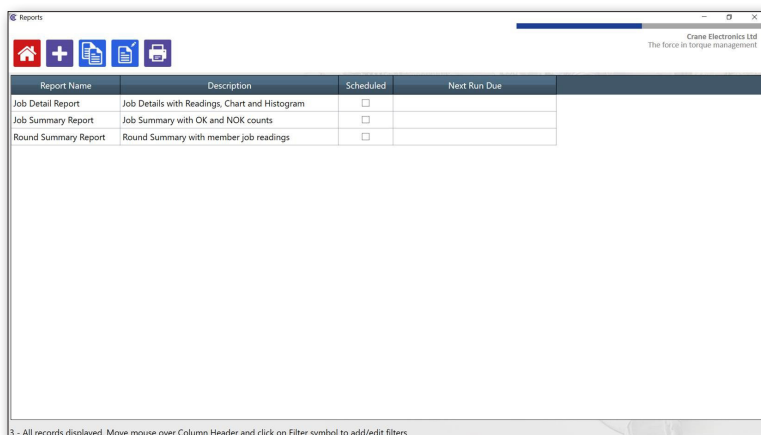 Reports
Crane Electronics Ltd
The force in torque management
Report Name Description Scheduled Next Run Due
Job Detail Report Job Details with Readings, Chart and Histogram
Job Summary Report Job Summary with OK and NOK counts
Round Summary Report Round Summary with member job readings
3 - All records displayed. Move mouse over Column Header and click on Filter symbol to add/edit filters